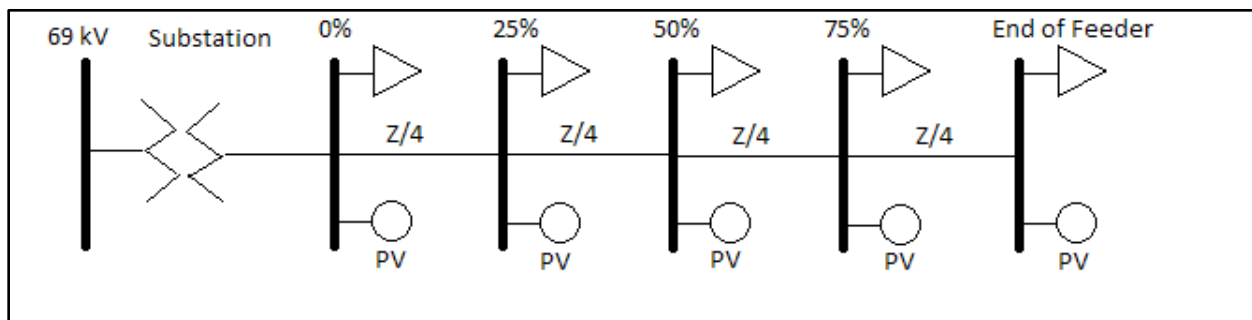 69 kV
Substation
0%
25%
50%
75%
End of Feeder
Z/4
Z/4
Z/4
Z/4
PV
PV
PV
PV
PV